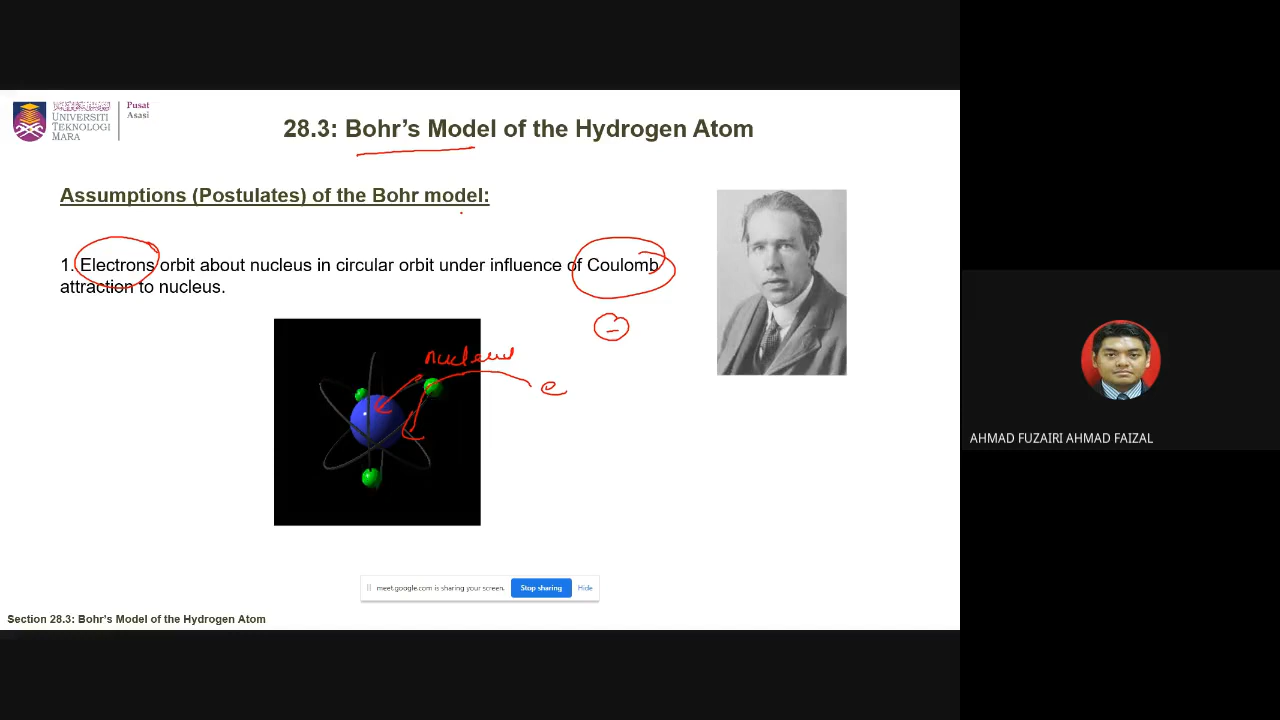 UNIVERSITI
TEKNOLOGI
MARA
Pusat
Asasi
28.3: Bohr's Model of the Hydrogen Atom
Assumptions (Postulates) of the Bohr model:
1. Electrons orbit about nucleus in circular orbit under influence of Coulomb
attraction to nucleus.
nucleus
e
meet.google.com is sharing your screen.
Stop sharing
Hide
Section 28.3: Bohr's Model of the Hydrogen Atom
AHMAD FUZAIRI AHMAD FAIZAL